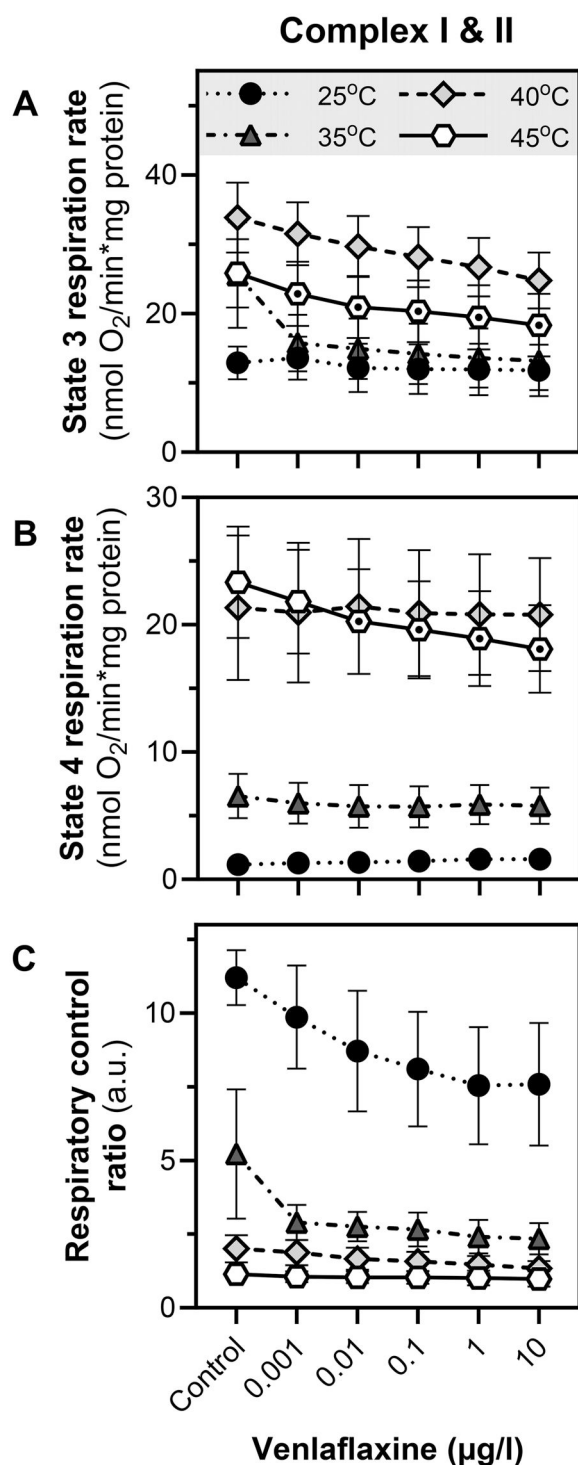 Complex I & II
A
25°C
40°C
35°C
45°C
State 3 respiration rate
(nmol O₂/min*mg protein)
40
20
0
B
State 4 respiration rate
(nmol O₂/min*mg protein)
30
20
10
0
C
Respiratory control
ratio (a.u.)
10
5
0
Control
0.001
0.01
0.1
1
10
Venlaflaxine (µg/l)